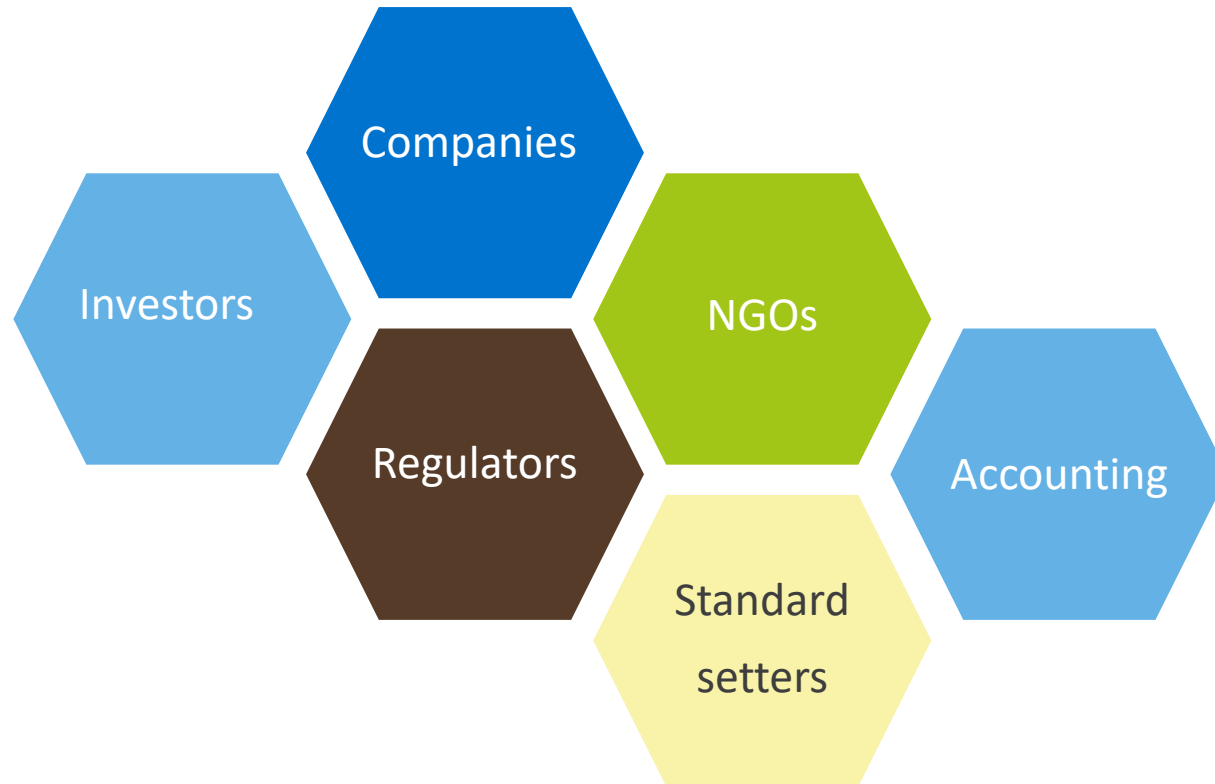 Companies
Investors
NGOs
Regulators
Accounting
Standard
setters